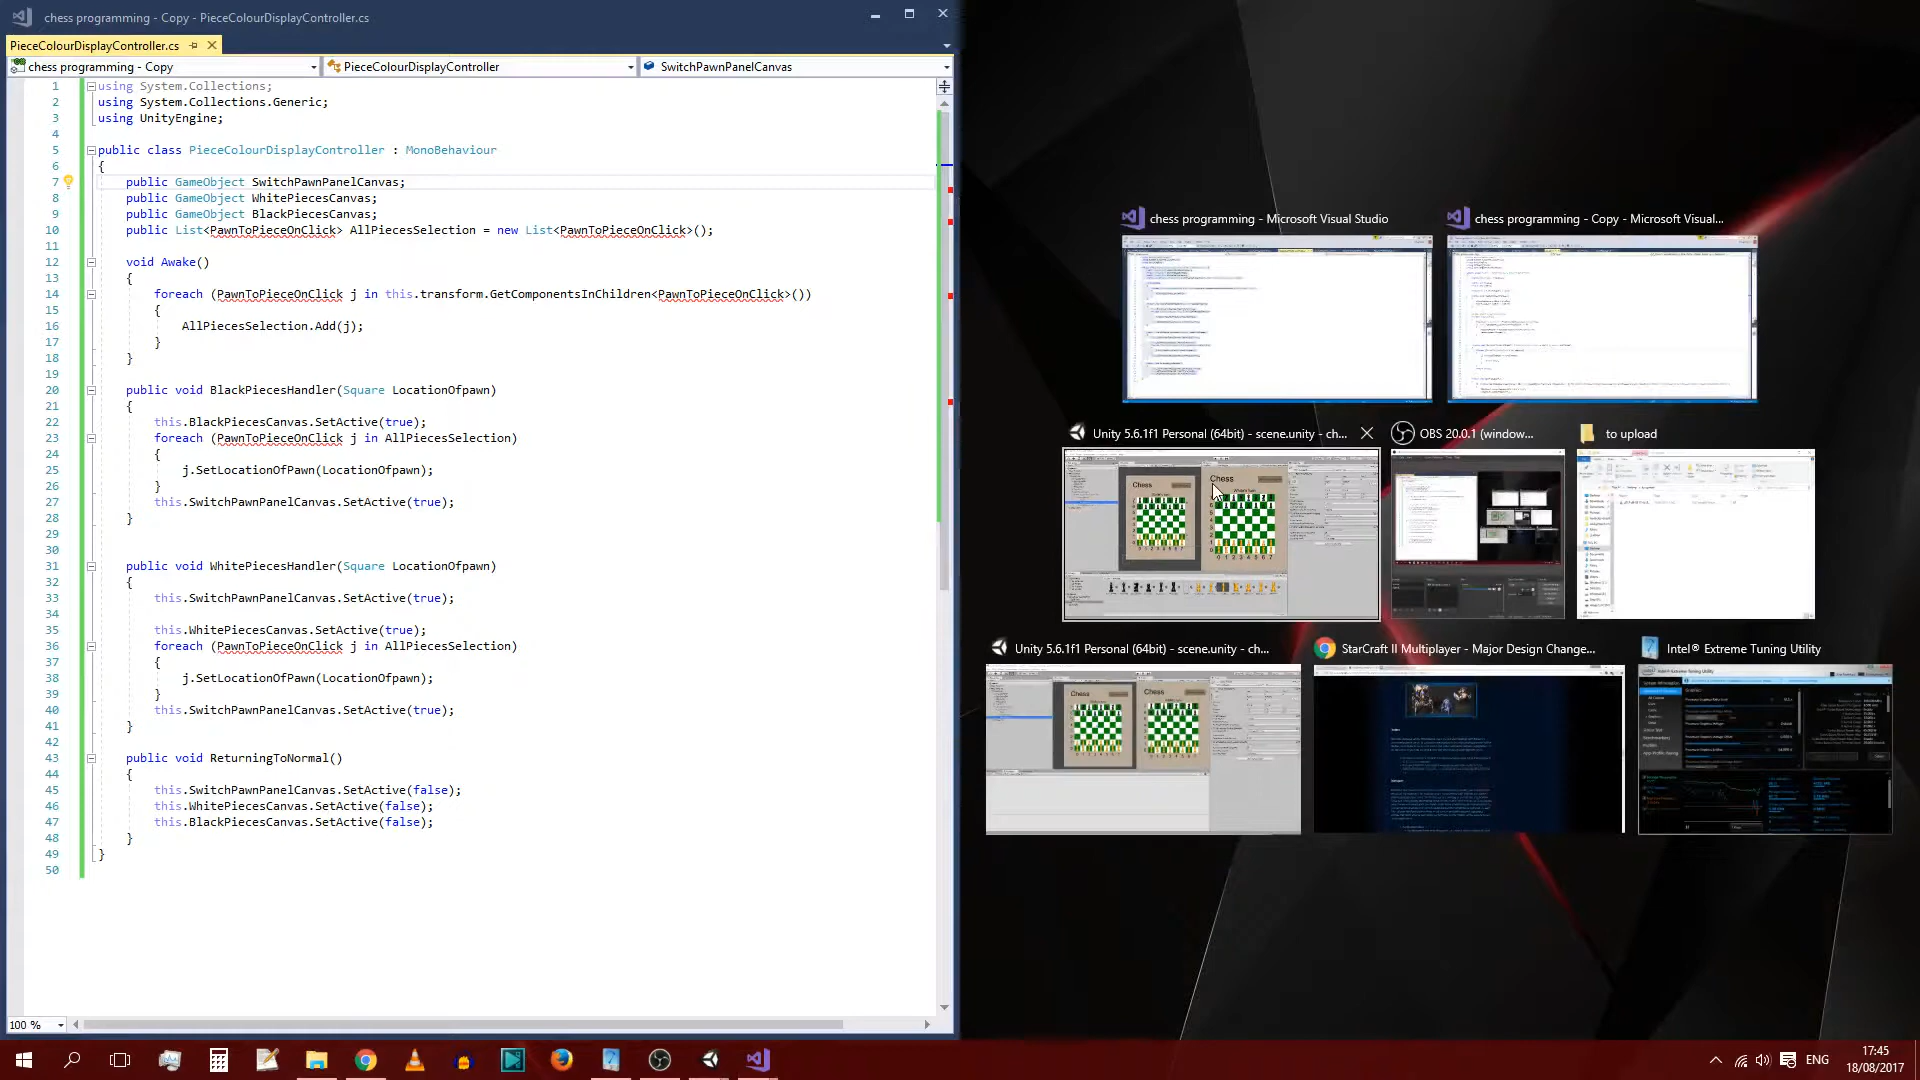 chess programming - Copy - PieceColourDisplayController.cs
PieceColourDisplayController.cs
chess programming - Copy
PieceColourDisplayController
SwitchPawnPanelCanvas
1 using System.Collections;
2 using System.Collections.Generic;
3 using UnityEngine;
4
5 public class PieceColourDisplayController : MonoBehaviour
6 {
7 public GameObject SwitchPawnPanelCanvas;
8 public GameObject WhitePiecesCanvas;
9 public GameObject BlackPiecesCanvas;
10 public List<PawnToPieceOnClick> AllPiecesSelection = new List<PawnToPieceOnClick>();
11
12 void Awake()
13 {
14 foreach (PawnToPieceOnClick j in this.transform.GetComponentsInChildren<PawnToPieceOnClick>())
15 {
16 AllPiecesSelection.Add(j);
17 }
18 }
19
20 public void BlackPiecesHandler(Square LocationOfpawn)
21 {
22 this.BlackPiecesCanvas.SetActive(true);
23 foreach (PawnToPieceOnClick j in AllPiecesSelection)
24 {
25 j.SetLocationOfPawn(LocationOfpawn);
26 }
27 this.SwitchPawnPanelCanvas.SetActive(true);
28 }
29
30
31 public void WhitePiecesHandler(Square LocationOfpawn)
32 {
33 this.SwitchPawnPanelCanvas.SetActive(true);
34
35 this.WhitePiecesCanvas.SetActive(true);
36 foreach (PawnToPieceOnClick j in AllPiecesSelection)
37 {
38 j.SetLocationOfPawn(LocationOfpawn);
39 }
40 this.SwitchPawnPanelCanvas.SetActive(true);
41 }
42
43 public void ReturningToNormal()
44 {
45 this.SwitchPawnPanelCanvas.SetActive(false);
46 this.WhitePiecesCanvas.SetActive(false);
47 this.BlackPiecesCanvas.SetActive(false);
48 }
49 }
50
100 %
chess programming - Microsoft Visual Studio
chess programming - Copy - Microsoft Visual...
Unity 5.6.1f1 Personal (64bit) - scene.unity - ch...
OBS 20.0.1 (window...
to upload
Chess
Chess
Unity 5.6.1f1 Personal (64bit) - scene.unity - ch...
StarCraft II Multiplayer - Major Design Change...
Intel® Extreme Tuning Utility
Chess
Chess
ENG
17:45
18/08/2017